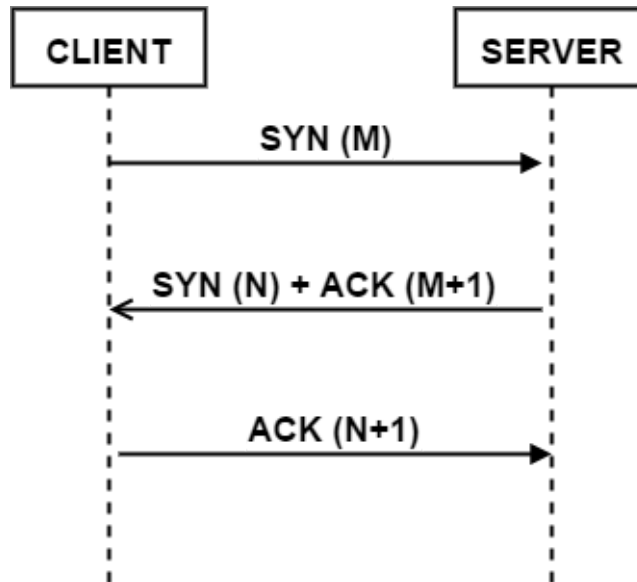 CLIENT
SERVER
SYN (M)
SYN (N) + ACK (M+1)
ACK (N+1)